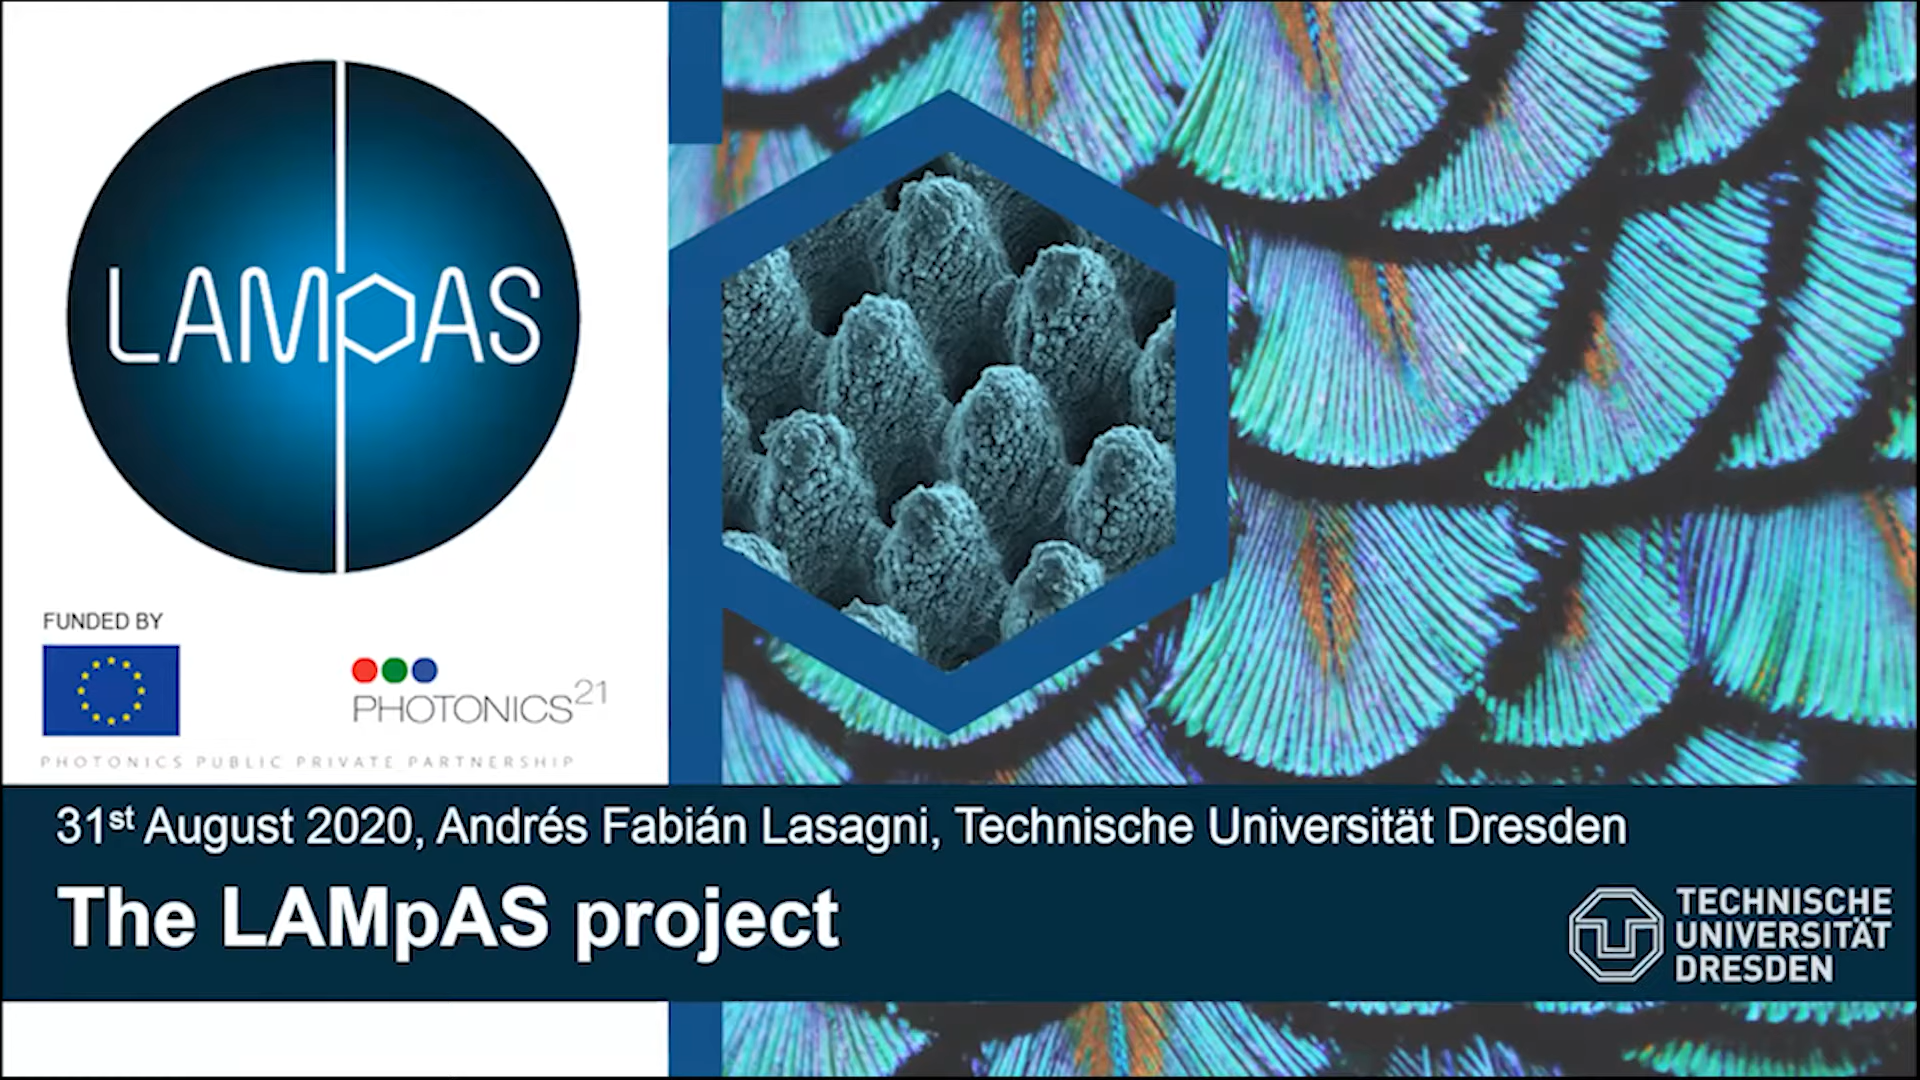 LAMpAS
FUNDED BY
PHOTONICS21
PHOTONICS PUBLIC PRIVATE PARTNERSHIP
31st August 2020, Andrés Fabián Lasagni, Technische Universität Dresden
The LAMpAS project
TECHNISCHE
UNIVERSITÄT
DRESDEN